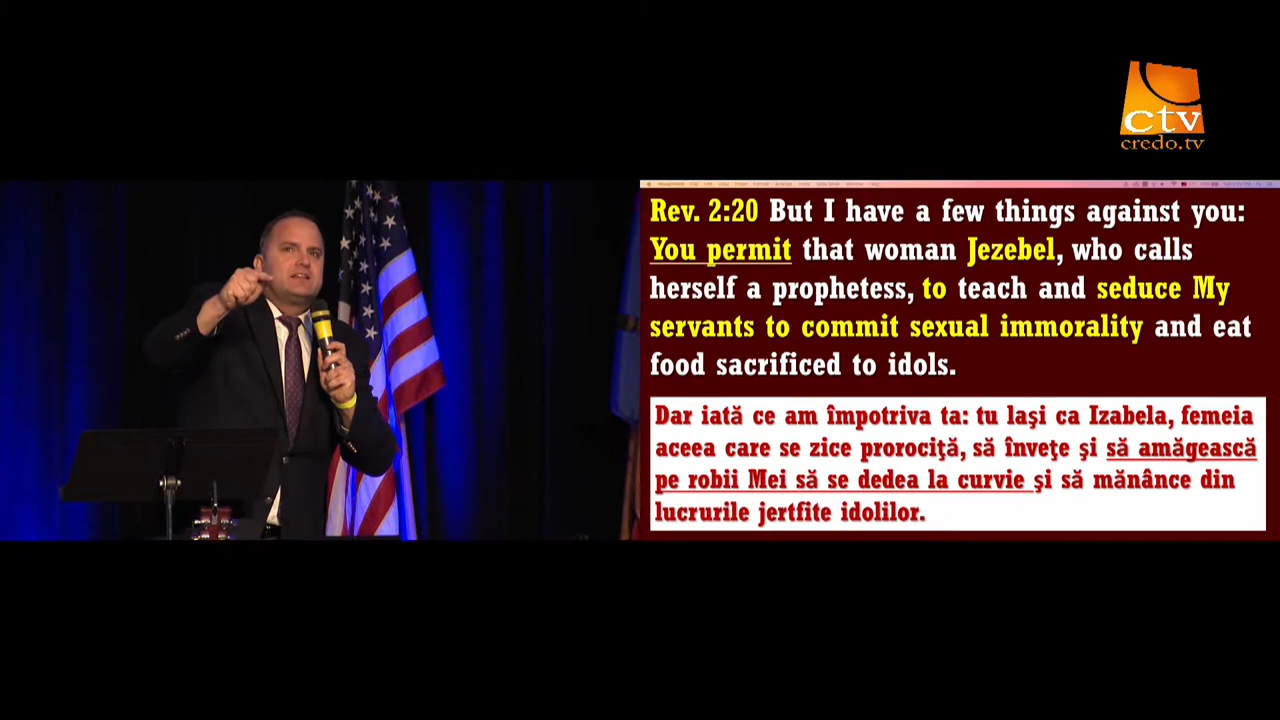 ctv
credo.tv
Rev. 2:20 But I have a few things against you:
You permit that woman Jezebel, who calls
herself a prophetess, to teach and seduce My
servants to commit sexual immorality and eat
food sacrificed to idols.
Dar iată ce am împotriva ta: tu laşi ca Izabela, femeia
aceea care se zice prorociţă, să înveţe şi să amăgească
pe robii Mei să se dedea la curvie şi să mănânce din
lucrurile jertfite idolilor.